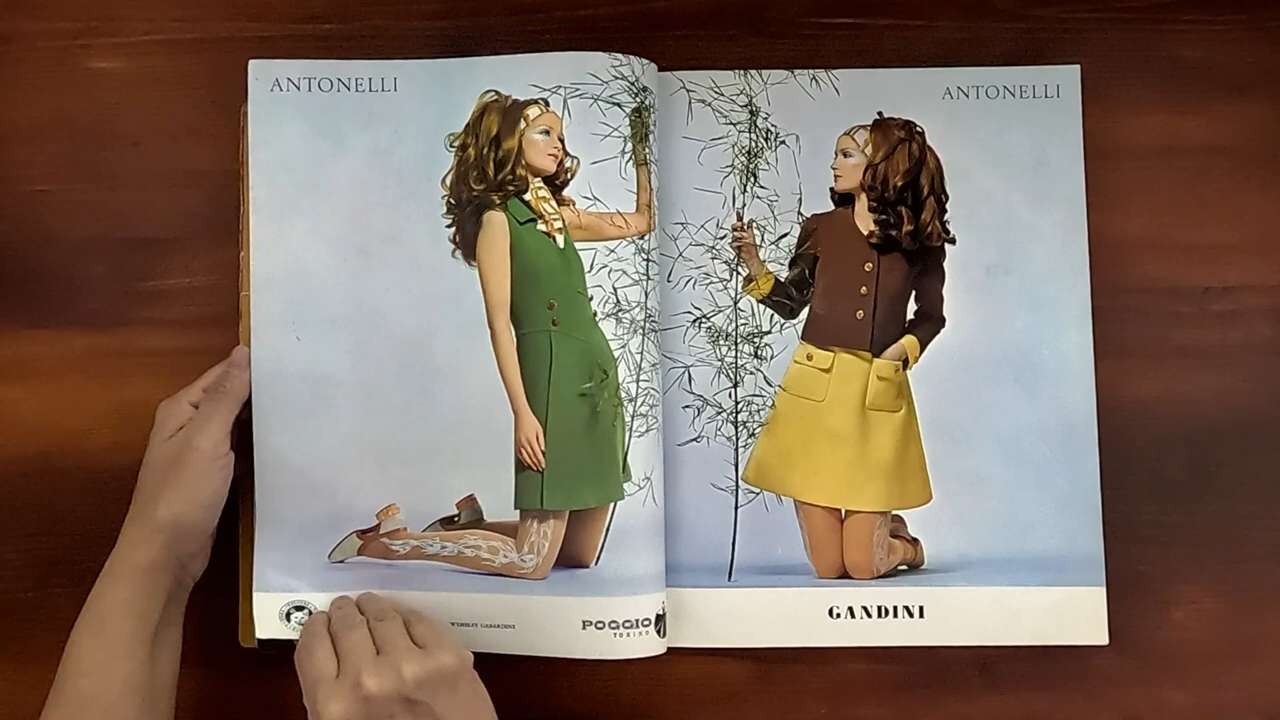 ANTONELLI
WEMBLEY GABARDINE
POGGIO
TORINO
ANTONELLI
GANDINI